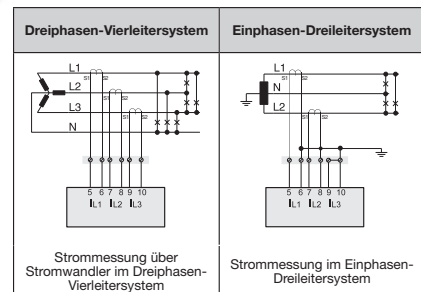 Dreiphasen-Vierleitersystem
Einphasen-Dreileitersystem
L1
S1 S2
L2
S1 S2
L3
S1 S2
N
5 6 7 8 9 10
IL1 IL2 IL3
L1
S1 S2
N
L2
S1 S2
5 6 7 8 9 10
IL1 IL2 IL3
Strommessung über
Stromwandler im Dreiphasen-
Vierleitersystem
Strommessung im Einphasen-
Dreileitersystem